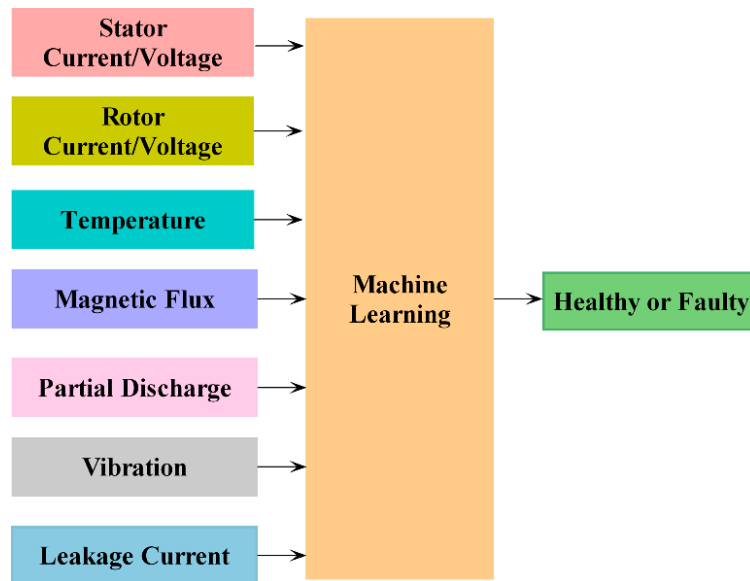 Stator
Current/Voltage
Rotor
Current/Voltage
Temperature
Magnetic Flux
Partial Discharge
Vibration
Leakage Current
Machine
Learning
Healthy or Faulty